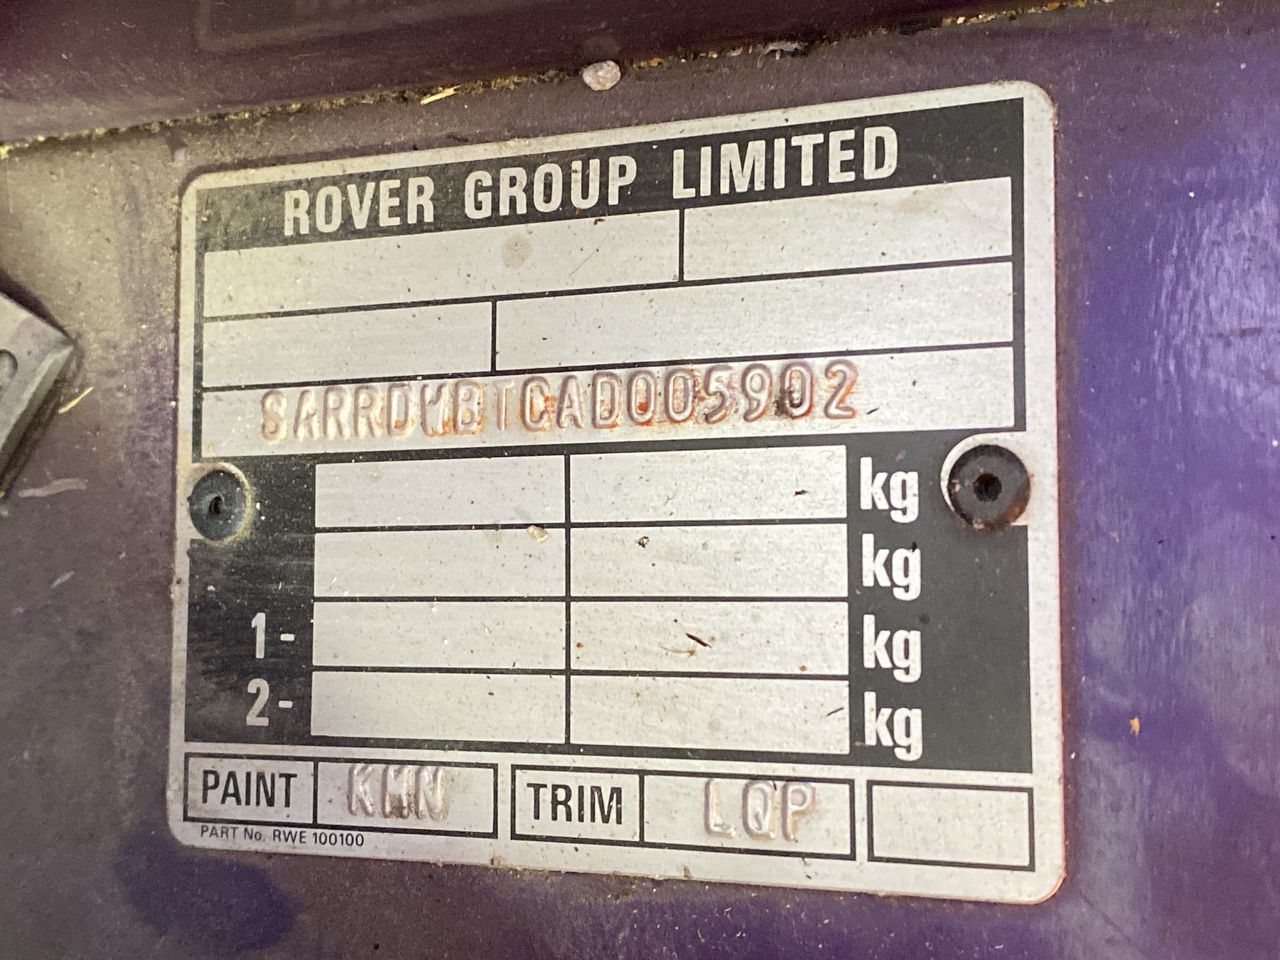 ROVER GROUP LIMITED
SARRDWBTCAD005902
kg
kg
1- kg
2- kg
PAINT KMN TRIM LQP
PART No. RWE 100100